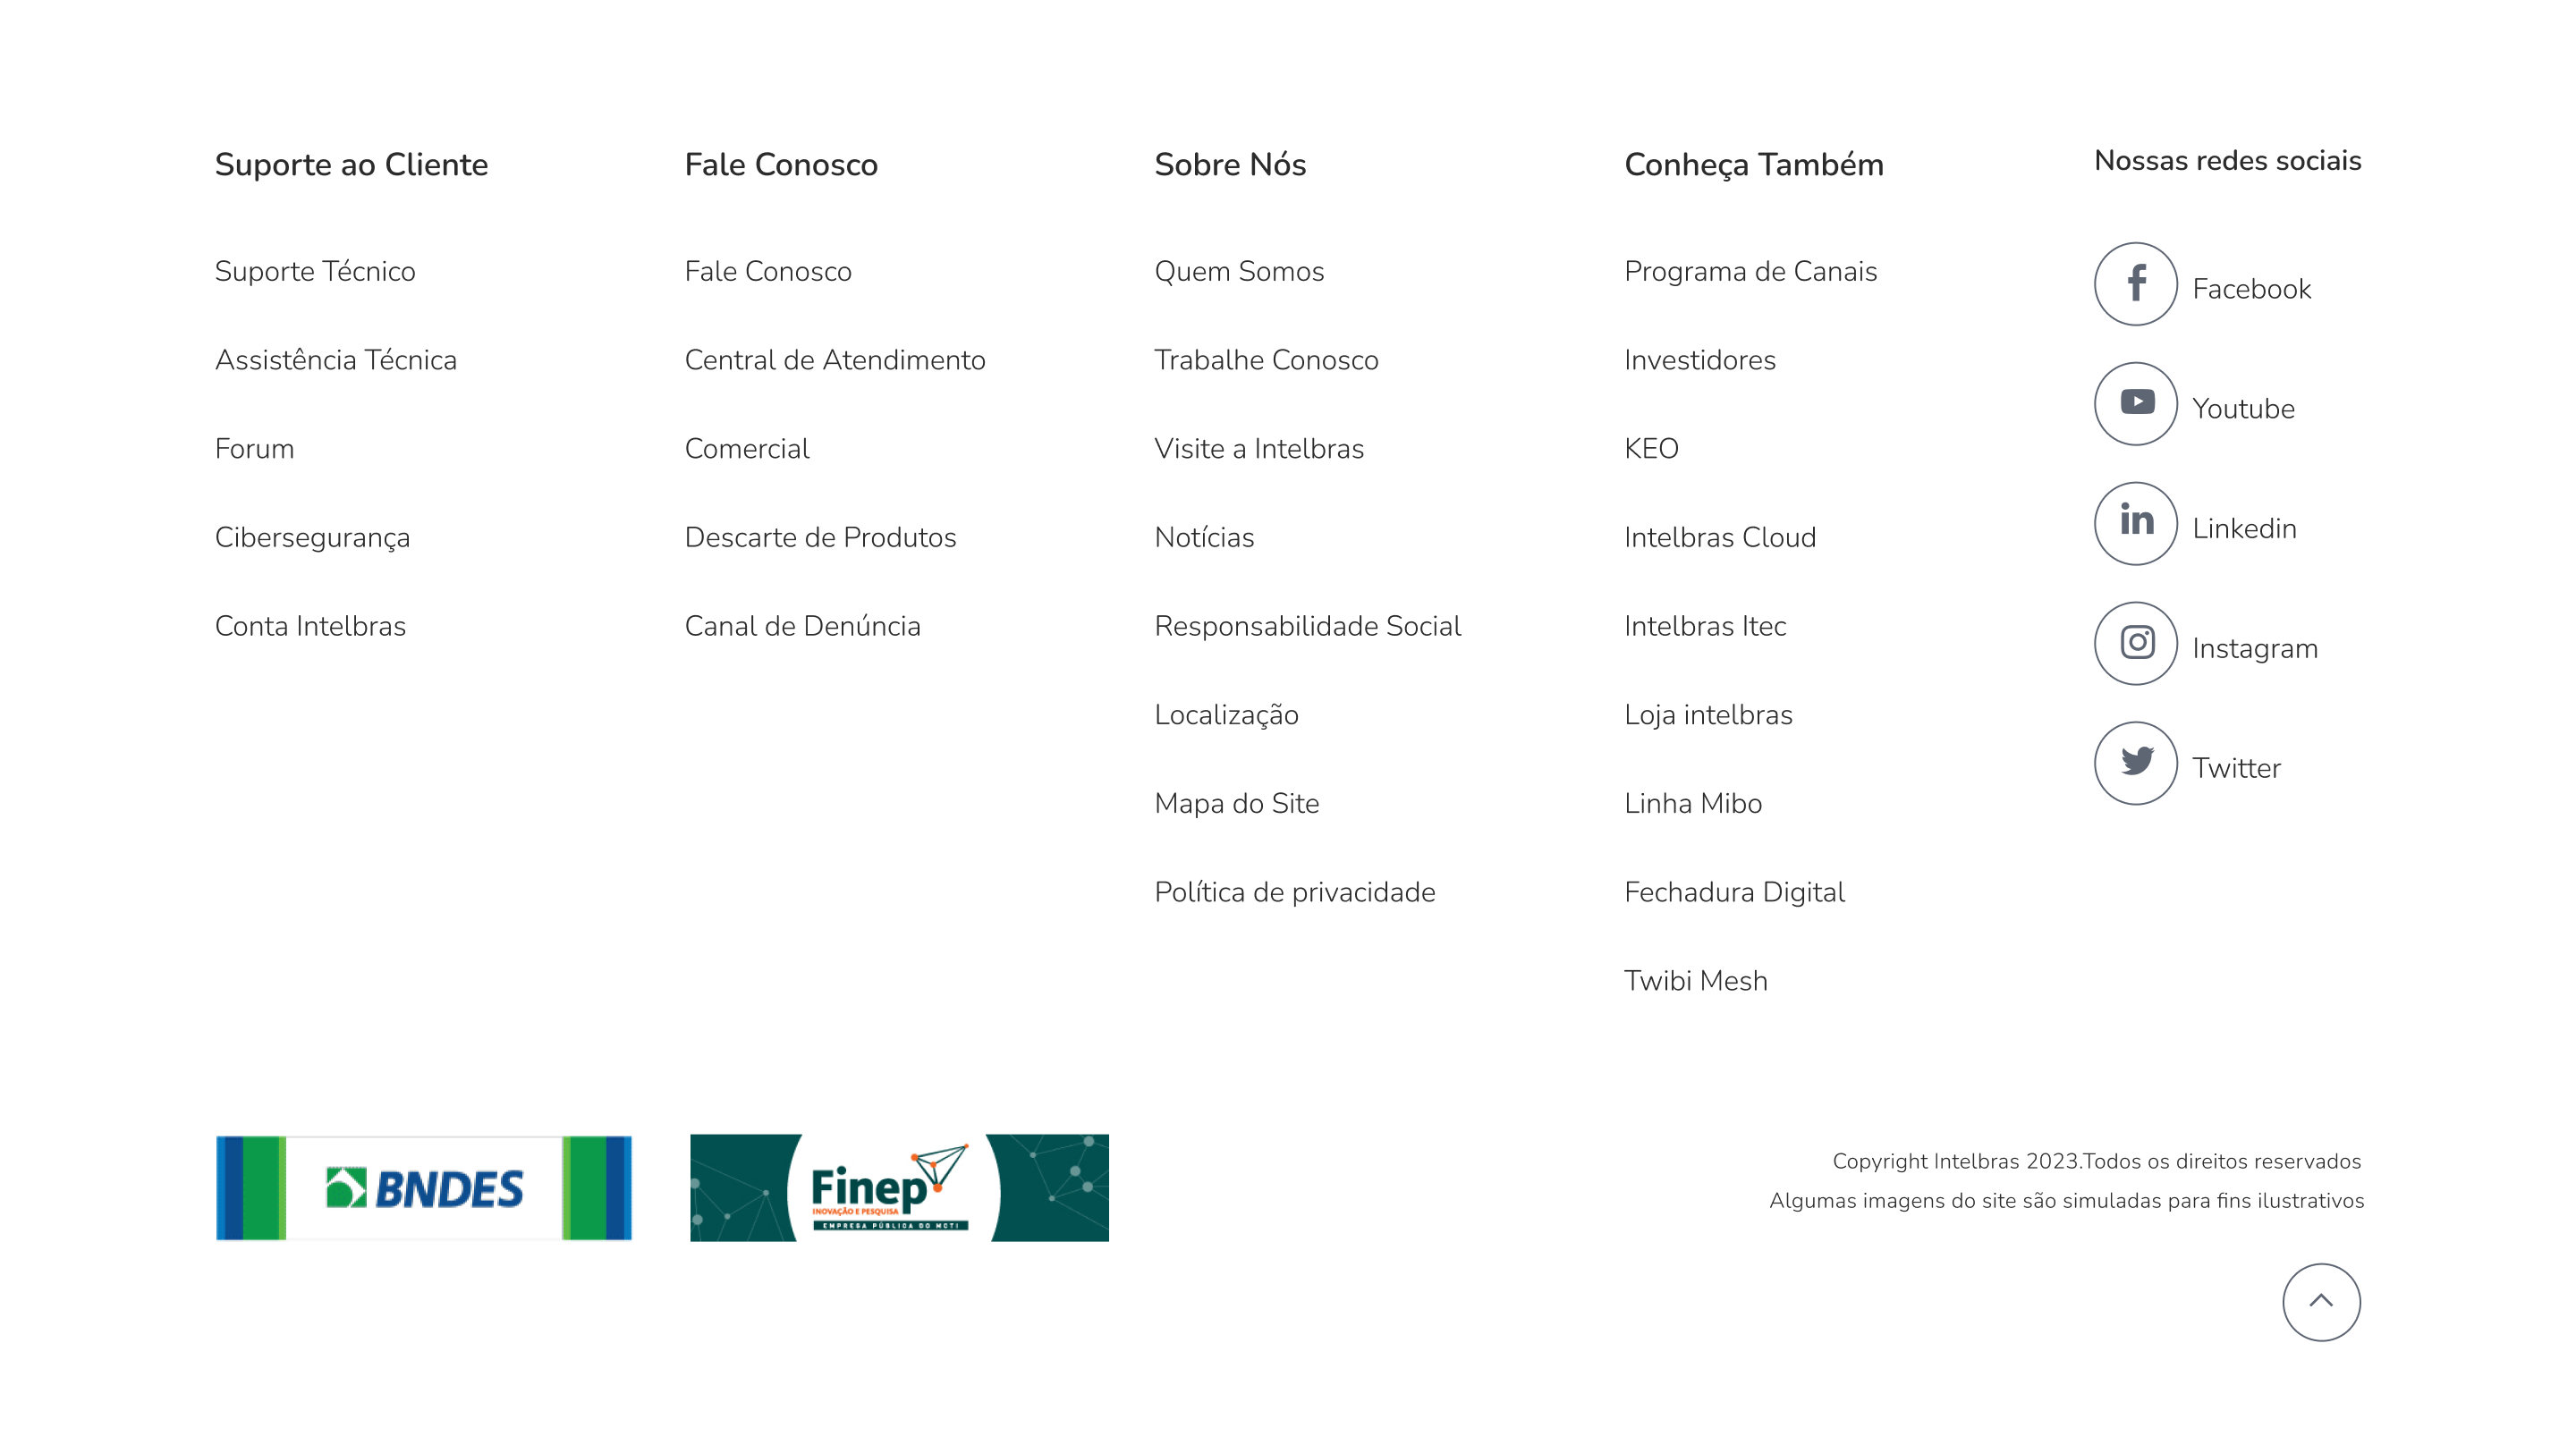 Suporte ao Cliente
Suporte Técnico
Assistência Técnica
Forum
Cibersegurança
Conta Intelbras
Fale Conosco
Fale Conosco
Central de Atendimento
Comercial
Descarte de Produtos
Canal de Denúncia
Sobre Nós
Quem Somos
Trabalhe Conosco
Visite a Intelbras
Notícias
Responsabilidade Social
Localização
Mapa do Site
Política de privacidade
Conheça Também
Programa de Canais
Investidores
KEO
Intelbras Cloud
Intelbras Itec
Loja intelbras
Linha Mibo
Fechadura Digital
Twibi Mesh
Nossas redes sociais
Facebook
Youtube
Linkedin
Instagram
Twitter
BNDES
Finep
INOVAÇÃO E PESQUISA
EMPRESA PÚBLICA DO MCTI
Copyright Intelbras 2023.Todos os direitos reservados
Algumas imagens do site são simuladas para fins ilustrativos